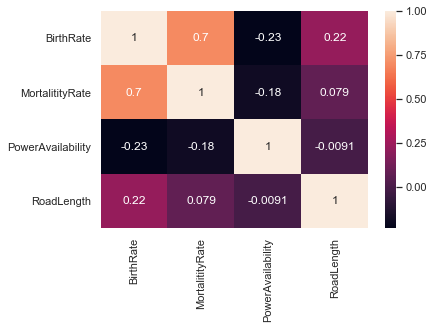 BirthRate 1 0.7 -0.23 0.22
MortalitityRate 0.7 1 -0.18 0.079
PowerAvailability -0.23 -0.18 1 -0.0091
RoadLength 0.22 0.079 -0.0091 1
BirthRate
MortalitityRate
PowerAvailability
RoadLength
1.00
0.75
0.50
0.25
0.00